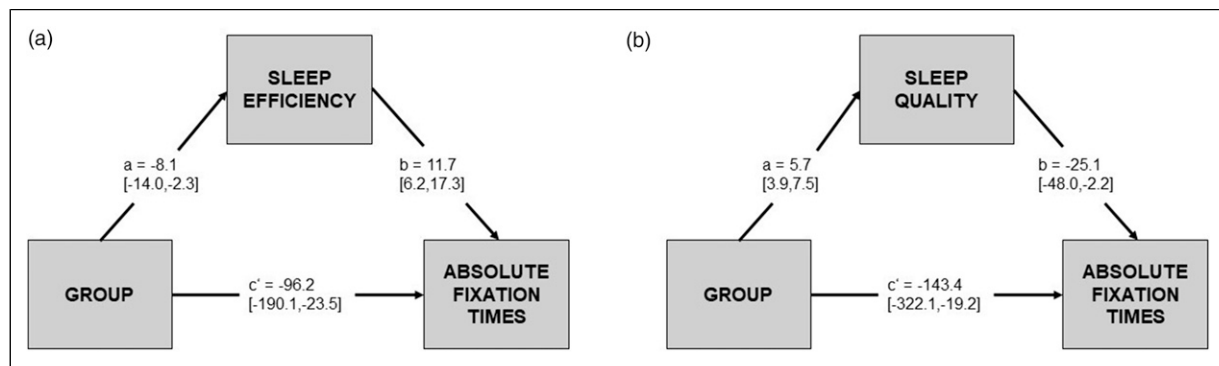 (a)
SLEEP
EFFICIENCY
a = -8.1
[-14.0,-2.3]
b = 11.7
[6.2,17.3]
GROUP
c' = -96.2
[-190.1,-23.5]
ABSOLUTE
FIXATION
TIMES
(b)
SLEEP
QUALITY
a = 5.7
[3.9,7.5]
b = -25.1
[-48.0,-2.2]
GROUP
c' = -143.4
[-322.1,-19.2]
ABSOLUTE
FIXATION
TIMES